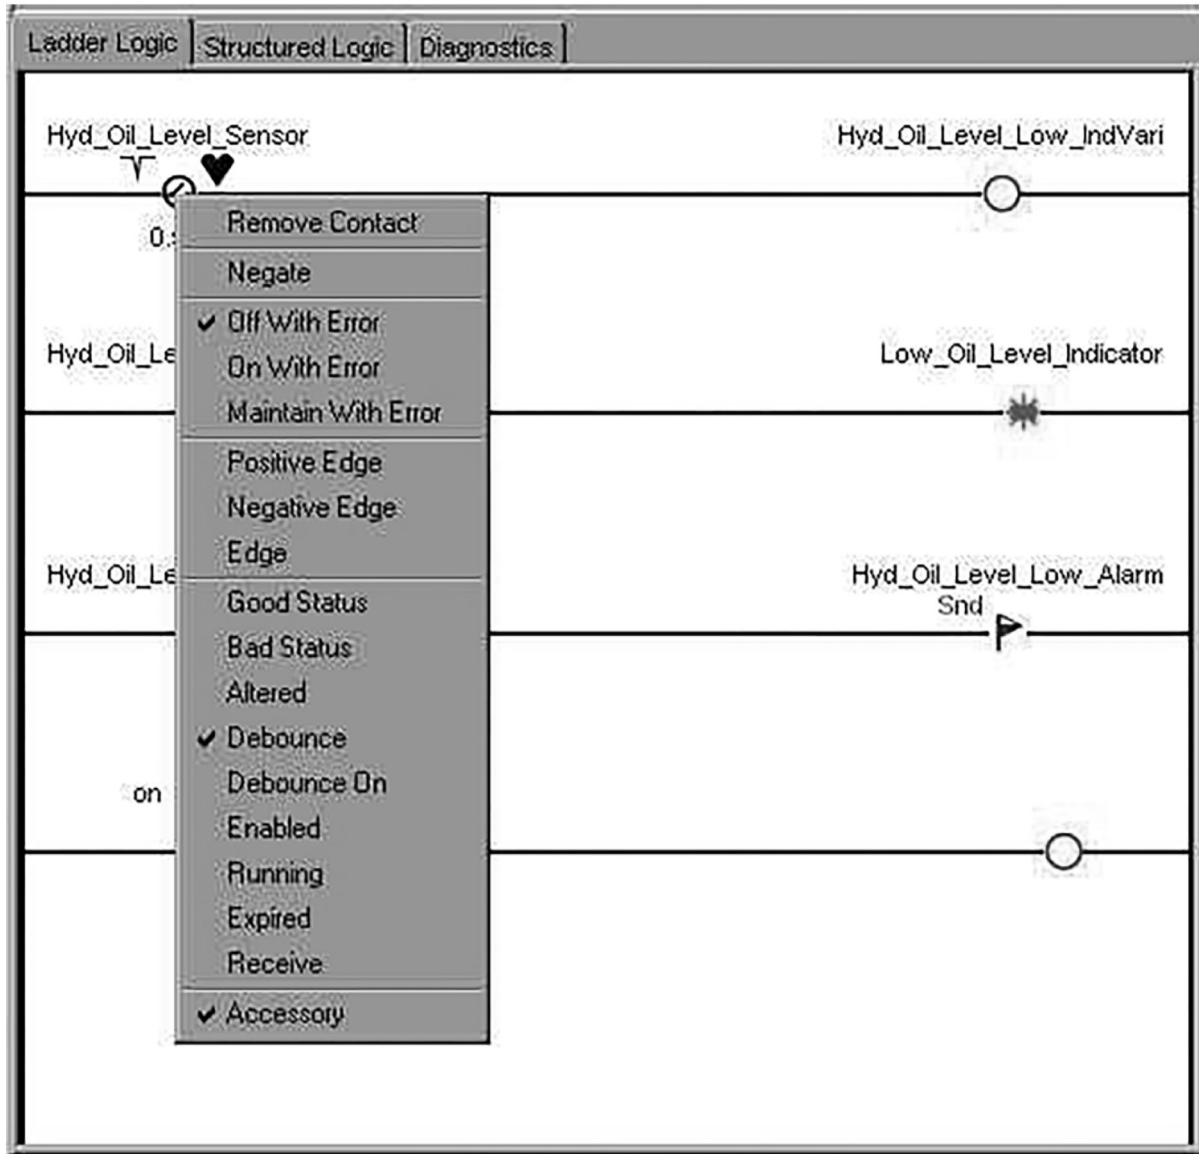 Ladder Logic Structured Logic Diagnostics
Hyd_Oil_Level_Sensor Hyd_Oil_Level_Low_IndVari
Remove Contact
0.
Negate
Off With Error
Hyd_Oil_Le Low_Oil_Level_Indicator
On With Error
Maintain With Error
Positive Edge
Negative Edge
Edge
Hyd_Oil_Le Hyd_Oil_Level_Low_Alarm
Good Status Snd
Bad Status
Altered
Debounce
Debounce On
on
Enabled
Running
Expired
Receive
Accessory